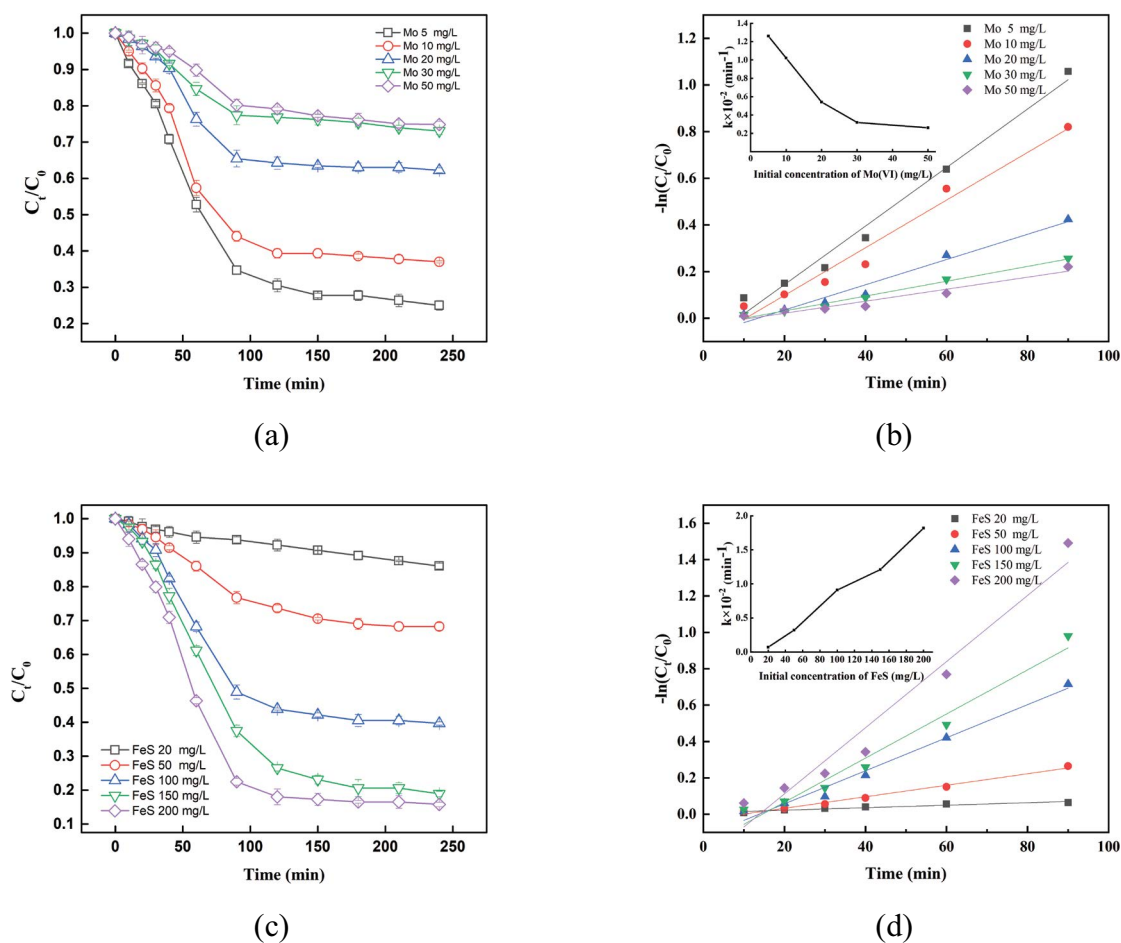 1.0
0.9
0.8
0.7
0.6
0.5
0.4
0.3
0.2
0 50 100 150 200 250
Ct/C0
Time (min)
Mo 5 mg/L
Mo 10 mg/L
Mo 20 mg/L
Mo 30 mg/L
Mo 50 mg/L
(a)
1.2
1.0
0.8
0.6
0.4
0.2
0.0
0 20 40 60 80 100
-ln(Ct/C0)
Time (min)
Mo 5 mg/L
Mo 10 mg/L
Mo 20 mg/L
Mo 30 mg/L
Mo 50 mg/L
1.4
1.2
1.0
0.8
0.6
0.4
0.2
0 10 20 30 40 50
k×10-2 (min-1)
Initial concentration of Mo(VI) (mg/L)
(b)
1.0
0.9
0.8
0.7
0.6
0.5
0.4
0.3
0.2
0.1
0 50 100 150 200 250
Ct/C0
Time (min)
FeS 20 mg/L
FeS 50 mg/L
FeS 100 mg/L
FeS 150 mg/L
FeS 200 mg/L
(c)
1.6
1.4
1.2
1.0
0.8
0.6
0.4
0.2
0.0
0 20 40 60 80 100
-ln(Ct/C0)
Time (min)
FeS 20 mg/L
FeS 50 mg/L
FeS 100 mg/L
FeS 150 mg/L
FeS 200 mg/L
2.0
1.5
1.0
0.5
0.0
0 20 40 60 80 100 120 140 160 180 200
k×10-2 (min-1)
Initial concentration of FeS (mg/L)
(d)